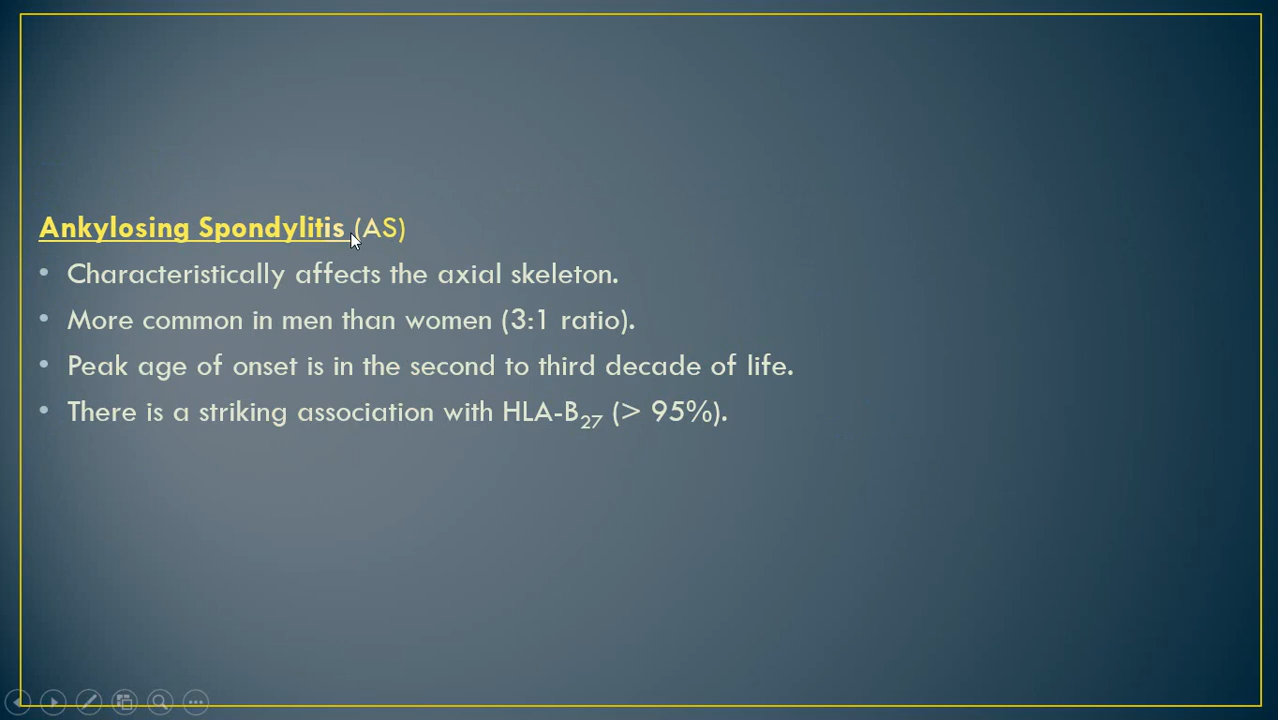 Ankylosing Spondylitis (AS)
• Characteristically affects the axial skeleton.
• More common in men than women (3:1 ratio).
• Peak age of onset is in the second to third decade of life.
• There is a striking association with HLA-B27 (> 95%).